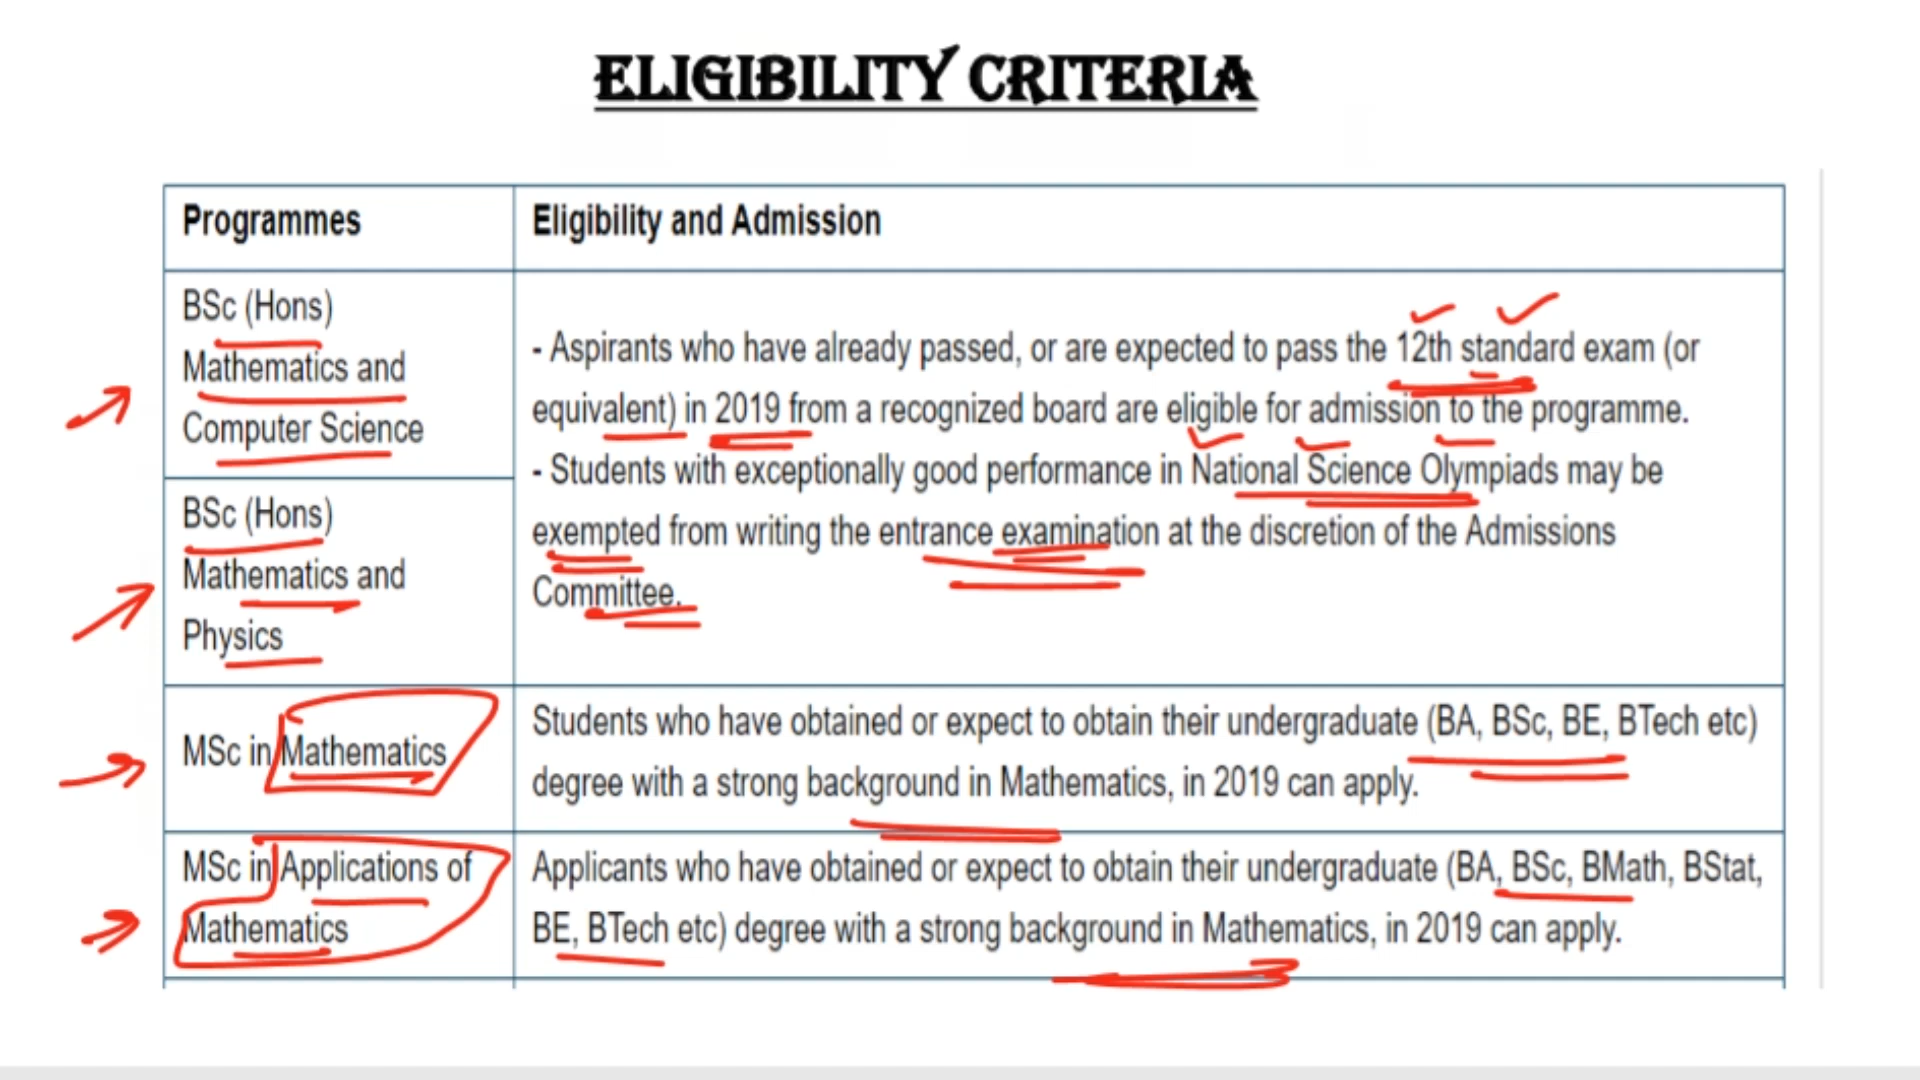 ELIGIBILITY CRITERIA
Programmes
Eligibility and Admission
BSc (Hons)
Mathematics and
Computer Science
- Aspirants who have already passed, or are expected to pass the 12th standard exam (or
equivalent) in 2019 from a recognized board are eligible for admission to the programme.
- Students with exceptionally good performance in National Science Olympiads may be
exempted from writing the entrance examination at the discretion of the Admissions
Committee.
BSc (Hons)
Mathematics and
Physics
MSc in Mathematics
Students who have obtained or expect to obtain their undergraduate (BA, BSc, BE, BTech etc)
degree with a strong background in Mathematics, in 2019 can apply.
MSc in Applications of
Mathematics
Applicants who have obtained or expect to obtain their undergraduate (BA, BSc, BMath, BStat,
BE, BTech etc) degree with a strong background in Mathematics, in 2019 can apply.